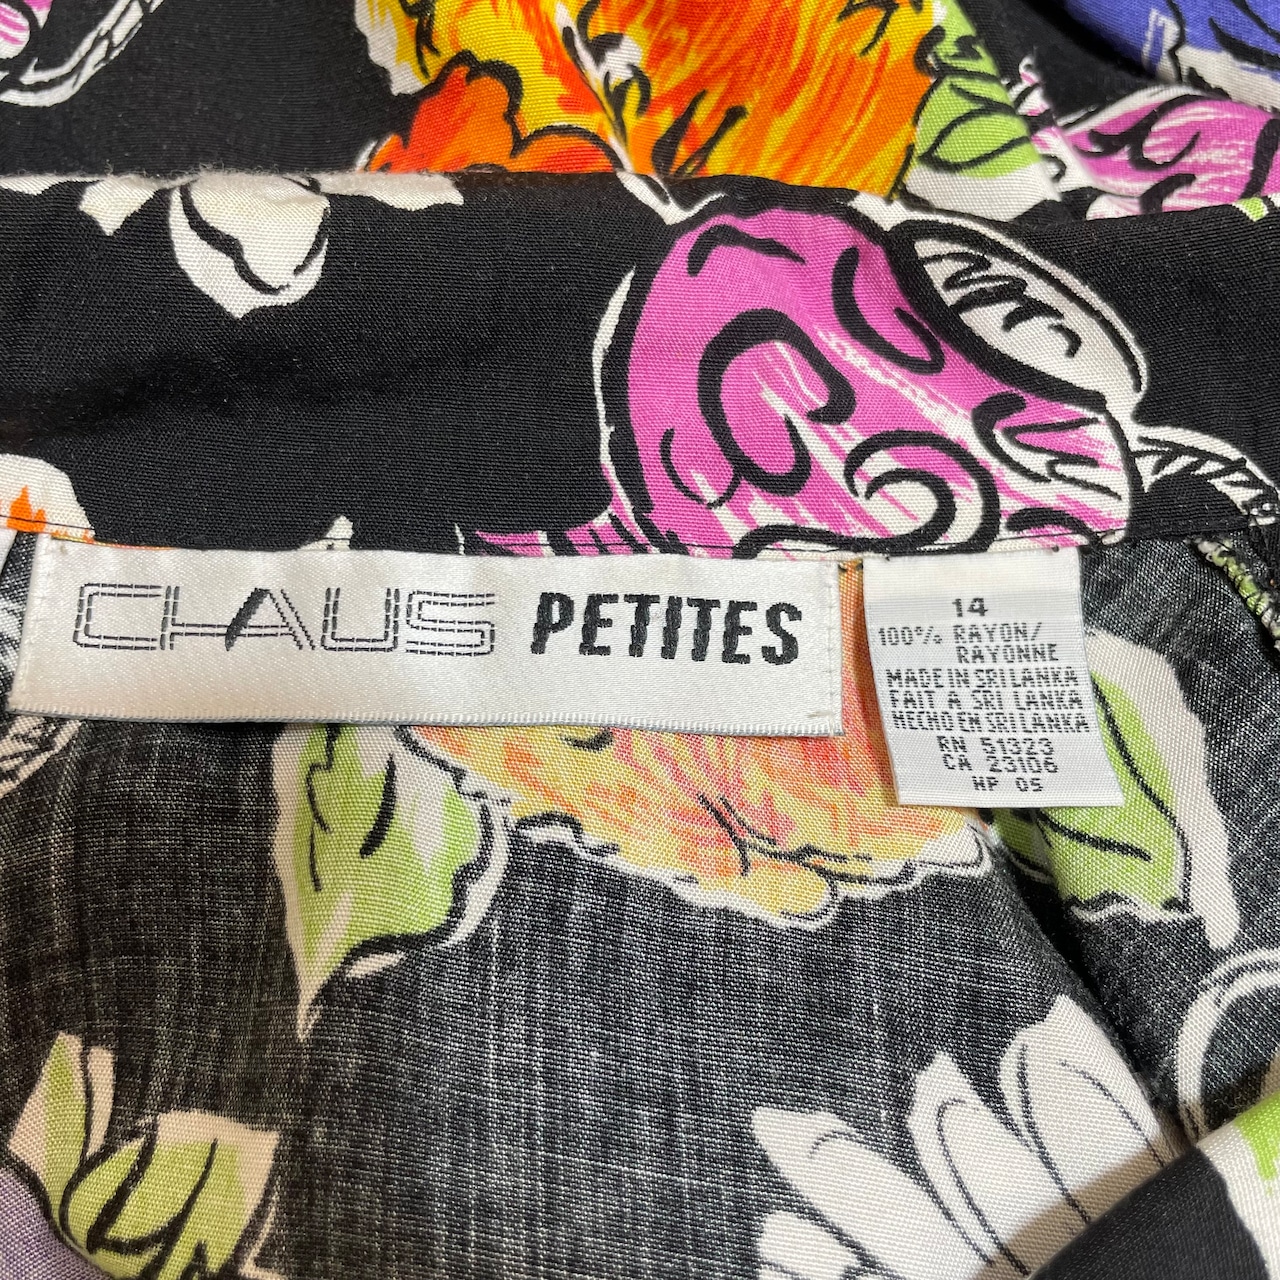 CHAUS PETITES
14
100% RAYON/
RAYONNE
MADE IN SRI LANKA
FAIT A SRI LANKA
HECHO EN SRI LANKA
RN 51323
CA 23106
WP 05